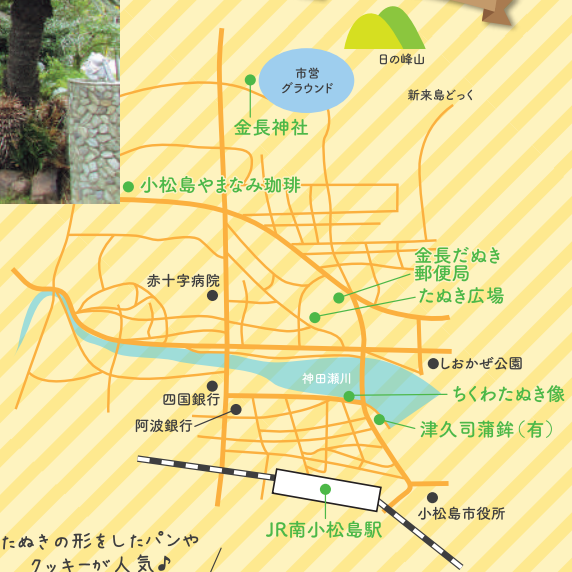 日の峰山
市営
グラウンド
新来島どっく
金長神社
小松島やまなみ珈琲
金長だぬき
郵便局
赤十字病院
たぬき広場
しおかぜ公園
神田瀬川
ちくわたぬき像
四国銀行
阿波銀行
津久司蒲鉾（有）
小松島市役所
JR南小松島駅
たぬきの形をしたパンや
クッキーが人気♪